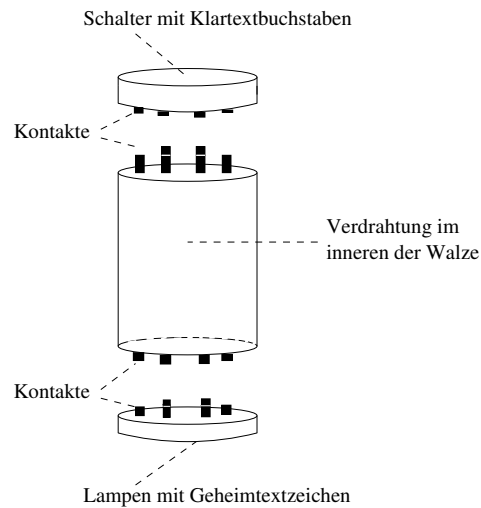 Schalter mit Klartextbuchstaben
Kontakte
Verdrahtung im
inneren der Walze
Kontakte
Lampen mit Geheimtextzeichen